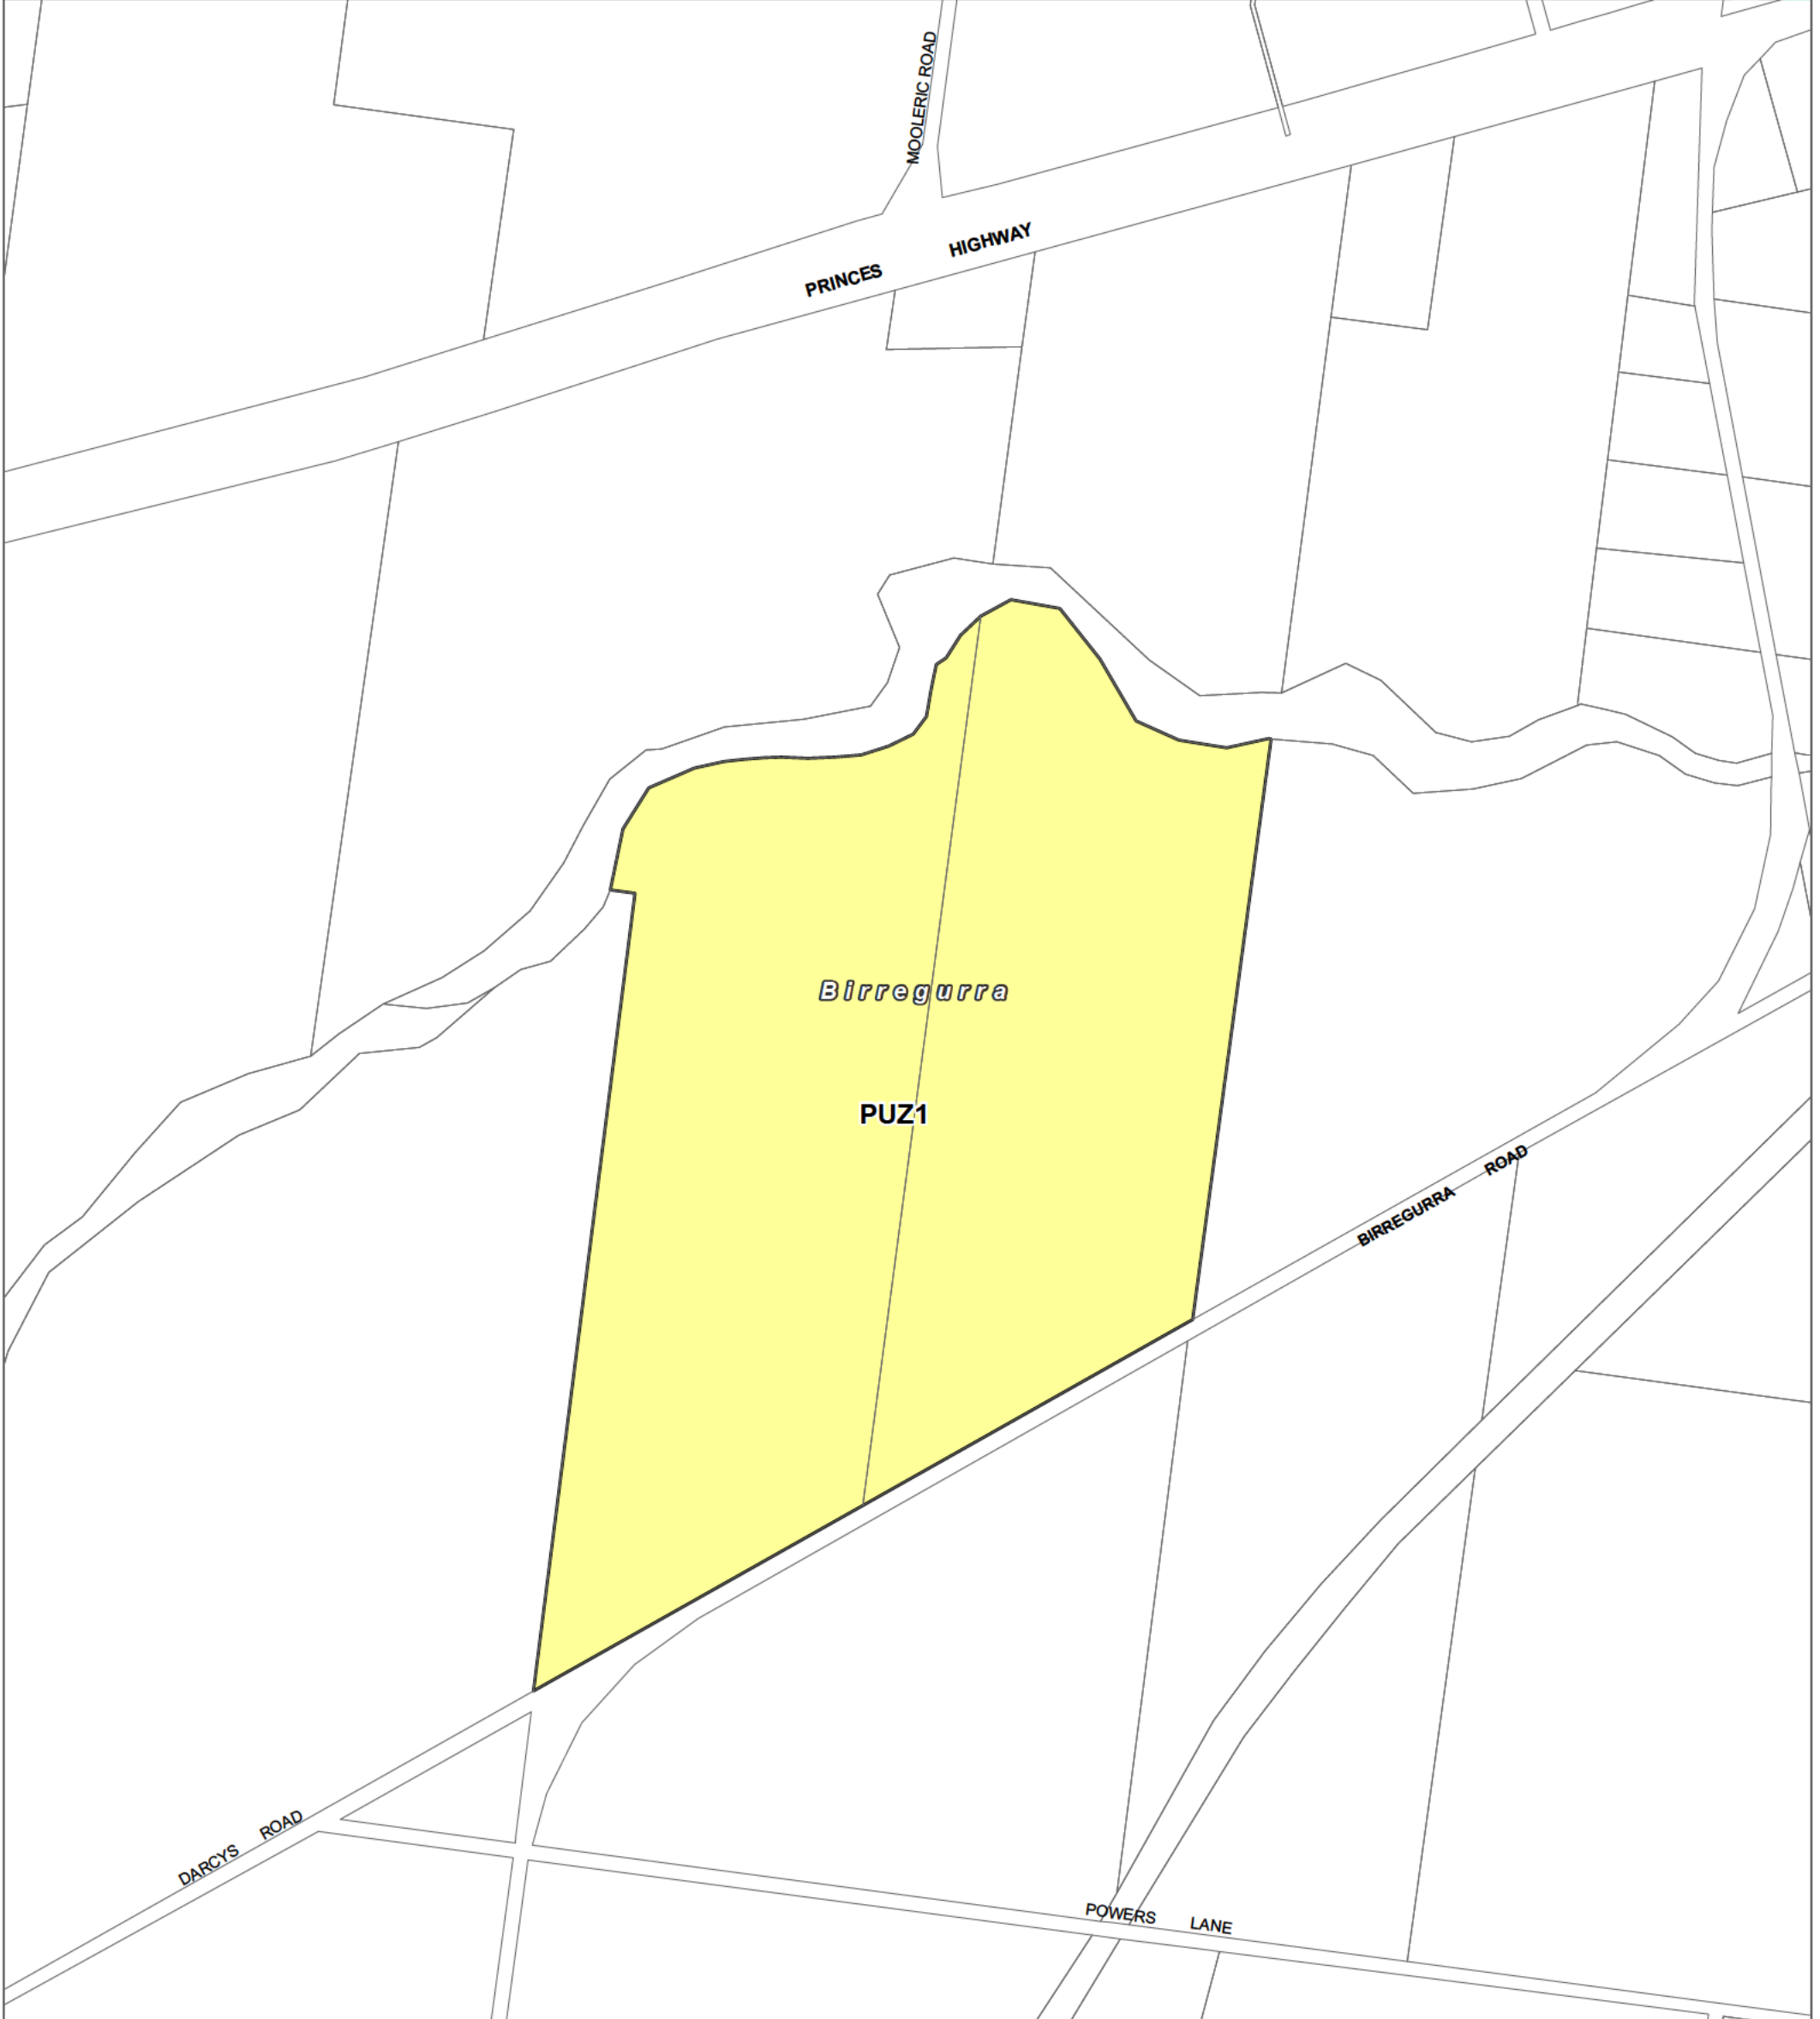 MOOLERIC ROAD
PRINCES HIGHWAY
Birregurra
PUZ1
BIRREGURRA ROAD
DARCYS ROAD
POWERS LANE